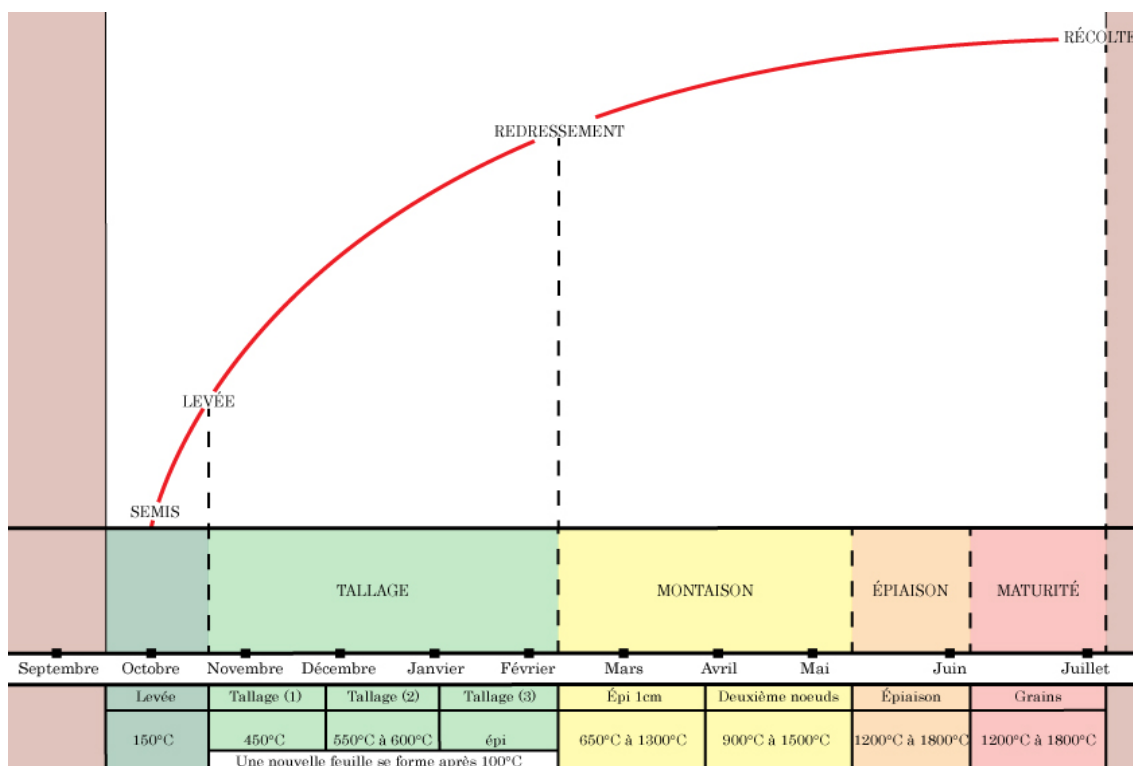 RÉCOLTE
REDRESSEMENT
LEVÉE
SEMIS
TALLAGE MONTAISON ÉPIAISON MATURITÉ
Septembre Octobre Novembre Décembre Janvier Février Mars Avril Mai Juin Juillet
Levée Tallage (1) Tallage (2) Tallage (3) Épi 1cm Deuxième noeuds Épiaison Grains
150°C 450°C 550°C à 600°C épi 650°C à 1300°C 900°C à 1500°C 1200°C à 1800°C 1200°C à 1800°C
Une nouvelle feuille se forme après 100°C